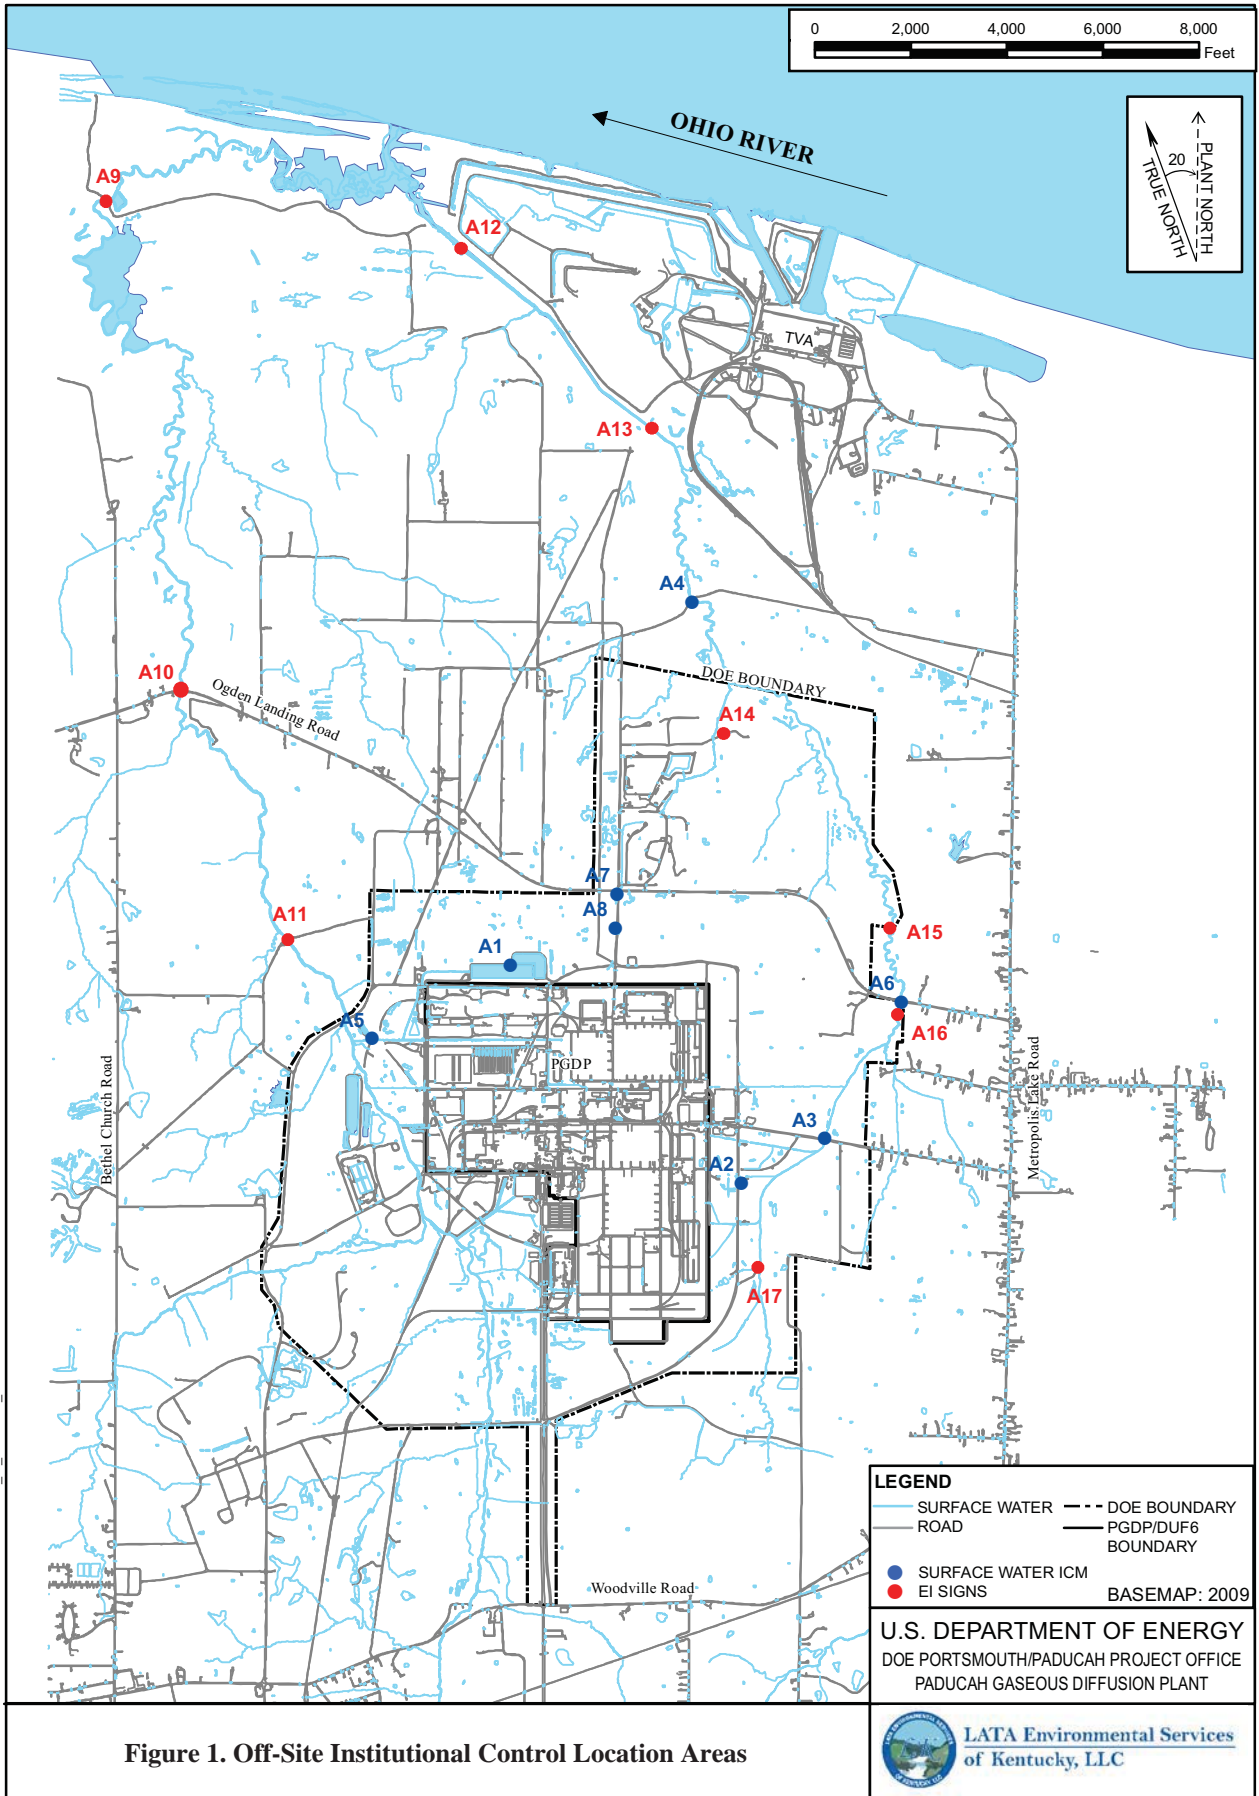 0 2,000 4,000 6,000 8,000
Feet
OHIO RIVER
TRUE NORTH
20
PLANT NORTH
A9
A12
TVA
A13
A4
A10
Ogden Landing Road
DOE BOUNDARY
A14
A7
A8
A11
A1
A15
A6
A5
A16
PGDP
Bethel Church Road
Metropolis Lake Road
A3
A2
A17
Woodville Road
LEGEND
SURFACE WATER
ROAD
DOE BOUNDARY
PGDP/DUF6
BOUNDARY
SURFACE WATER ICM
EI SIGNS
BASEMAP: 2009
U.S. DEPARTMENT OF ENERGY
DOE PORTSMOUTH/PADUCAH PROJECT OFFICE
PADUCAH GASEOUS DIFFUSION PLANT
Figure 1. Off-Site Institutional Control Location Areas
LATA Environmental Services
of Kentucky, LLC